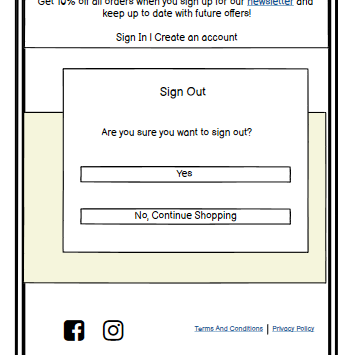 Get 10% off all orders when you sign up for our newsletter and
keep up to date with future offers!
Sign In | Create an account
Sign Out
Are you sure you want to sign out?
Yes
No, Continue Shopping
Terms And Conditions | Privacy Policy